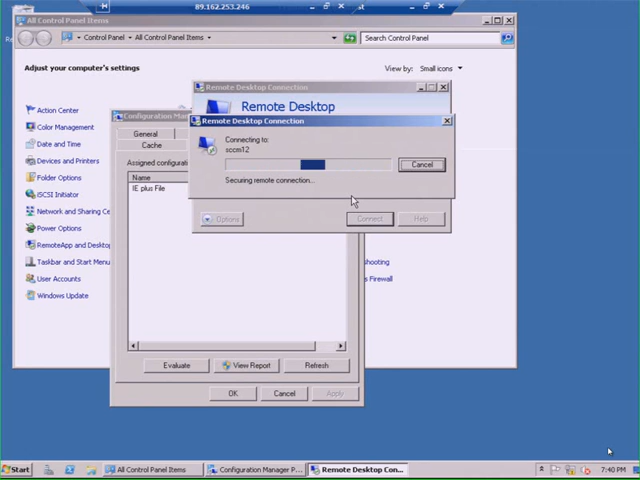 89.162.253.246
All Control Panel Items
Control Panel
All Control Panel Items
Search Control Panel
Adjust your computer's settings
View by: Small icons
Action Center
Color Management
Date and Time
Devices and Printers
Folder Options
iSCSI Initiator
Network and Sharing Ce
Power Options
RemoteApp and Desktop
Taskbar and Start Menu
User Accounts
Windows Update
hooting
s Firewall
Configuration Man
General
Cache
Assigned configurati
Name
IE plus File
Evaluate
View Report
Refresh
OK
Cancel
Apply
Remote Desktop Connection
Remote Desktop
Remote Desktop Connection
Connecting to:
sccm12
Cancel
Securing remote connection...
Options
Connect
Help
Start
All Control Panel Items
Configuration Manager P...
Remote Desktop Con...
7:40 PM